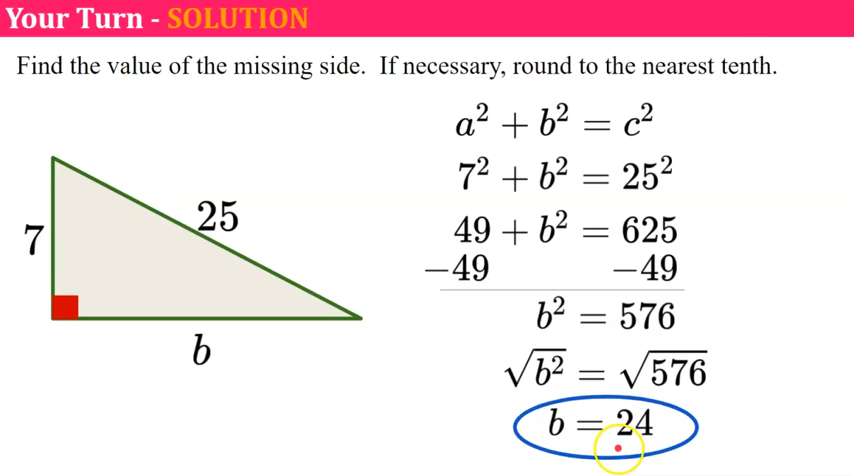 Your Turn - SOLUTION
Find the value of the missing side. If necessary, round to the nearest tenth.
7
25
b
a² + b² = c²
7² + b² = 25²
49 + b² = 625
−49 −49
b² = 576
√b² = √576
b = 24